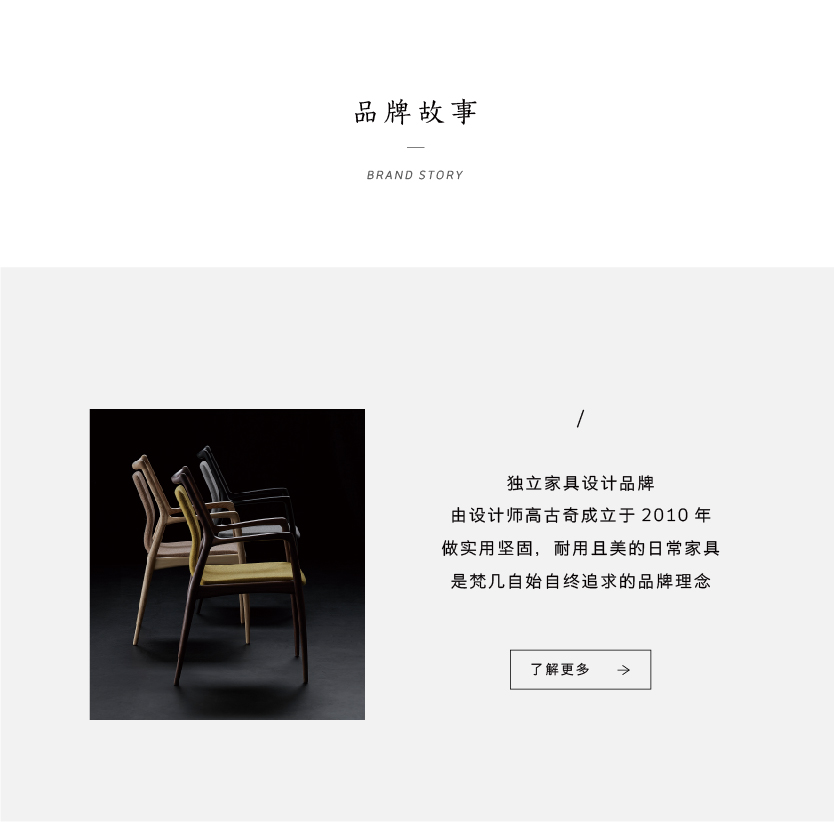 品牌故事
BRAND STORY
/
独立家具设计品牌
由设计师高古奇成立于 2010 年
做实用坚固，耐用且美的日常家具
是梵几自始自终追求的品牌理念
了解更多 →